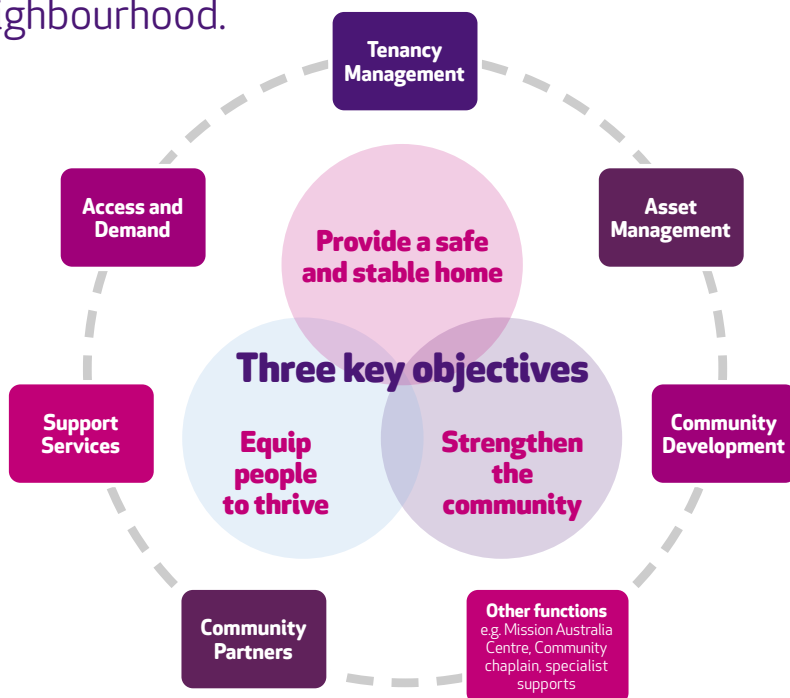 ghbourhood.
Tenancy
Management
Access and
Demand
Asset
Management
Provide a safe
and stable home
Three key objectives
Support
Services
Equip
people
to thrive
Strengthen
the
community
Community
Development
Community
Partners
Other functions
e.g. Mission Australia
Centre, Community
chaplain, specialist
supports